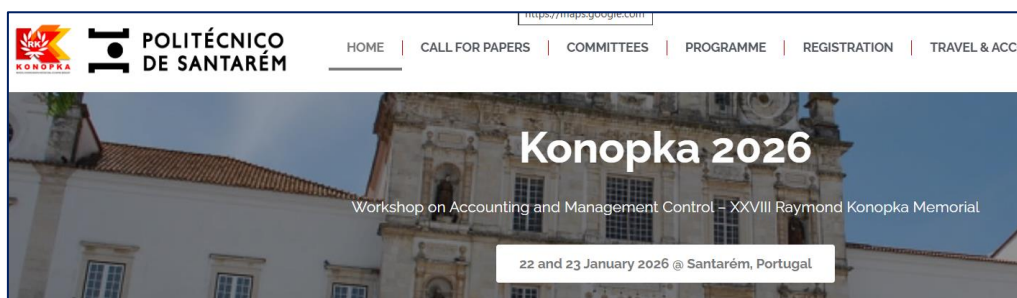 https://maps.google.com
RK
KONOPKA
POLITÉCNICO
DE SANTARÉM
HOME | CALL FOR PAPERS | COMMITTEES | PROGRAMME | REGISTRATION | TRAVEL & ACC
Konopka 2026
Workshop on Accounting and Management Control – XXVIII Raymond Konopka Memorial
22 and 23 January 2026 @ Santarém, Portugal